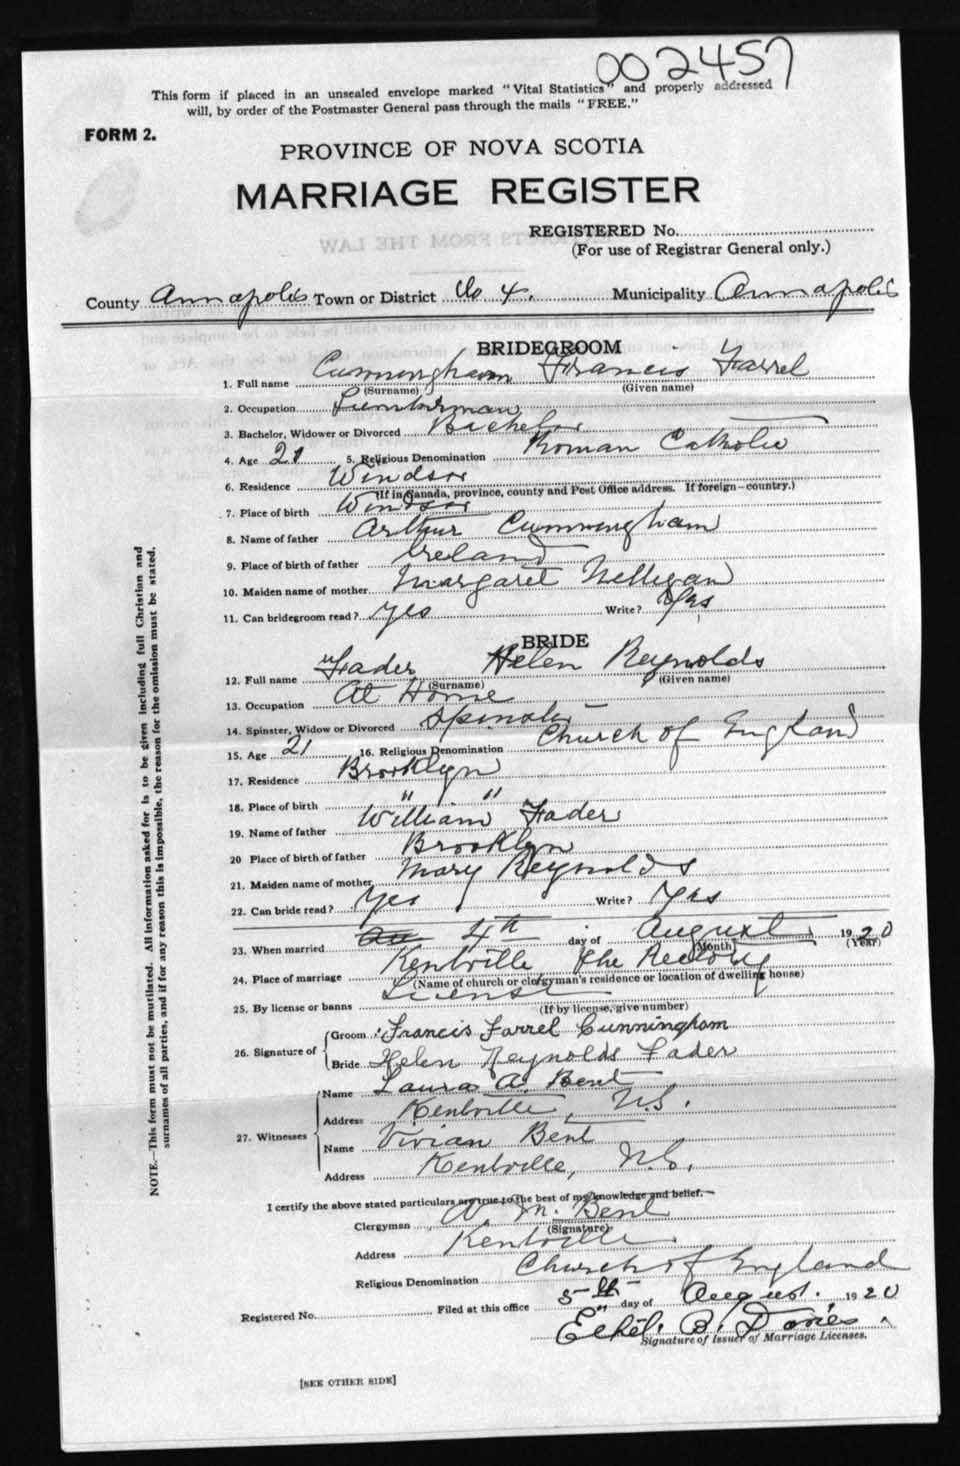 002457
This form if placed in an unsealed envelope marked "Vital Statistics" and properly addressed
will, by order of the Postmaster General pass through the mails "FREE."
FORM 2.
PROVINCE OF NOVA SCOTIA
MARRIAGE REGISTER
REGISTERED No.
(For use of Registrar General only.)
County Annapolis Town or District No 4. Municipality Annapolis
BRIDEGROOM
1. Full name Cunningham Francis Farrel
(Surname) (Given name)
2. Occupation Lumberman
3. Bachelor, Widower or Divorced Bachelor
4. Age 21 5. Religious Denomination Roman Catholic
6. Residence Windsor
(If in Canada, province, county and Post Office address. If foreign—country.)
7. Place of birth Windsor
8. Name of father Arthur Cunningham
9. Place of birth of father Ireland
10. Maiden name of mother Margaret Nelligan
11. Can bridegroom read? Yes Write? Yes
BRIDE
12. Full name Fader Helen Reynolds
(Surname) (Given name)
13. Occupation At Home
14. Spinster, Widow or Divorced Spinster
15. Age 21 16. Religious Denomination Church of England
17. Residence Brooklyn
18. Place of birth " "
19. Name of father William Fader
20 Place of birth of father Brooklyn
21. Maiden name of mother Mary Reynolds
22. Can bride read? Yes Write? Yes
23. When married 4th day of August 1920
(Month) (Year)
24. Place of marriage Kentville The Rectory
(Name of church or clergyman's residence or location of dwelling house)
25. By license or banns License
(If by license, give number)
26. Signature of Groom Francis Farrel Cunningham
Bride Helen Reynolds Fader
27. Witnesses Name Laura A. Bent
Address Kentville, N.S.
Name Vivian Bent
Address Kentville, N.S.
I certify the above stated particulars are true to the best of my knowledge and belief.
Clergyman M. Bent
(Signature)
Address Kentville
Religious Denomination Church of England
Registered No. Filed at this office 5th day of August 1920
Ethel B. Davies
Signature of Issuer of Marriage Licenses.
[SEE OTHER SIDE]
NOTE.—This form must not be mutilated. All information asked for is to be given including full Christian and
surnames of all parties, and if for any reason this is impossible, the reason for the omission must be stated.